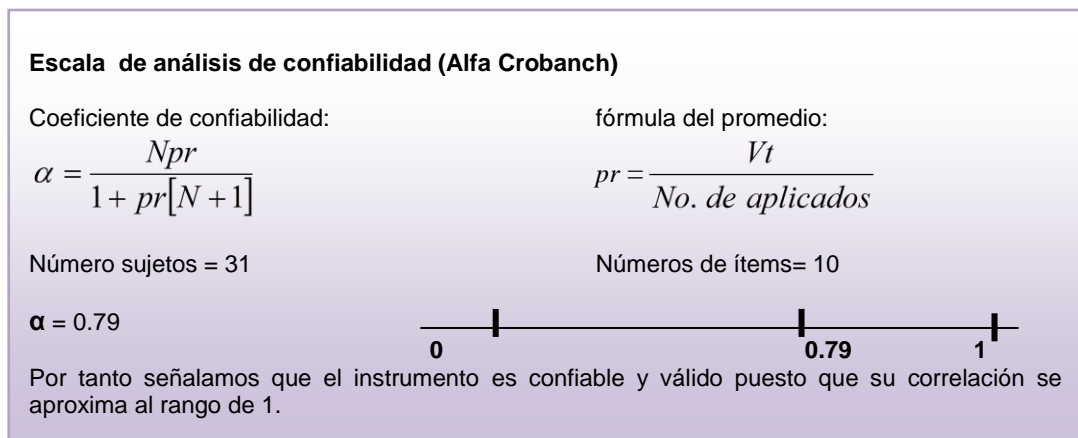 Escala de análisis de confiabilidad (Alfa Crobanch)
Coeficiente de confiabilidad: fórmula del promedio:
α = Npr / 1 + pr[N + 1] pr = Vt / No. de aplicados
Número sujetos = 31 Números de ítems= 10
α = 0.79
0 0.79 1
Por tanto señalamos que el instrumento es confiable y válido puesto que su correlación se
aproxima al rango de 1.